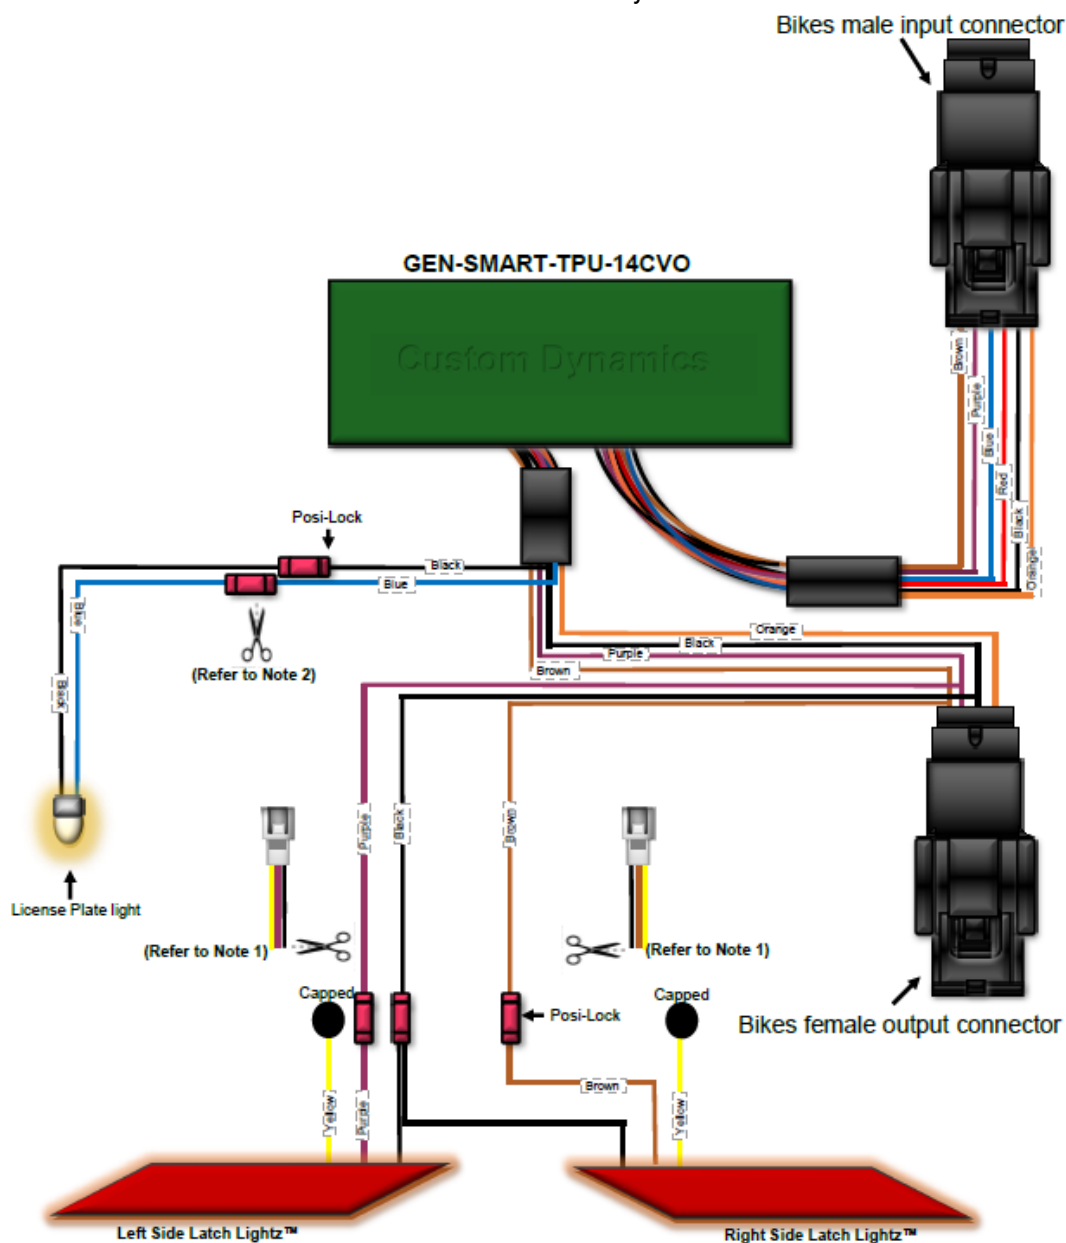 Bikes male input connector
GEN-SMART-TPU-14CVO
Custom Dynamics
Brown
Purple
Blue
Red
Black
Orange
Posi-Lock
Black
Blue
(Refer to Note 2)
Blue
Black
Orange
Black
Purple
Brown
License Plate light
Purple
Black
Brown
(Refer to Note 1)
(Refer to Note 1)
Capped
Posi-Lock
Capped
Bikes female output connector
Yellow
Purple
Brown
Yellow
Left Side Latch Lightz™
Right Side Latch Lightz™